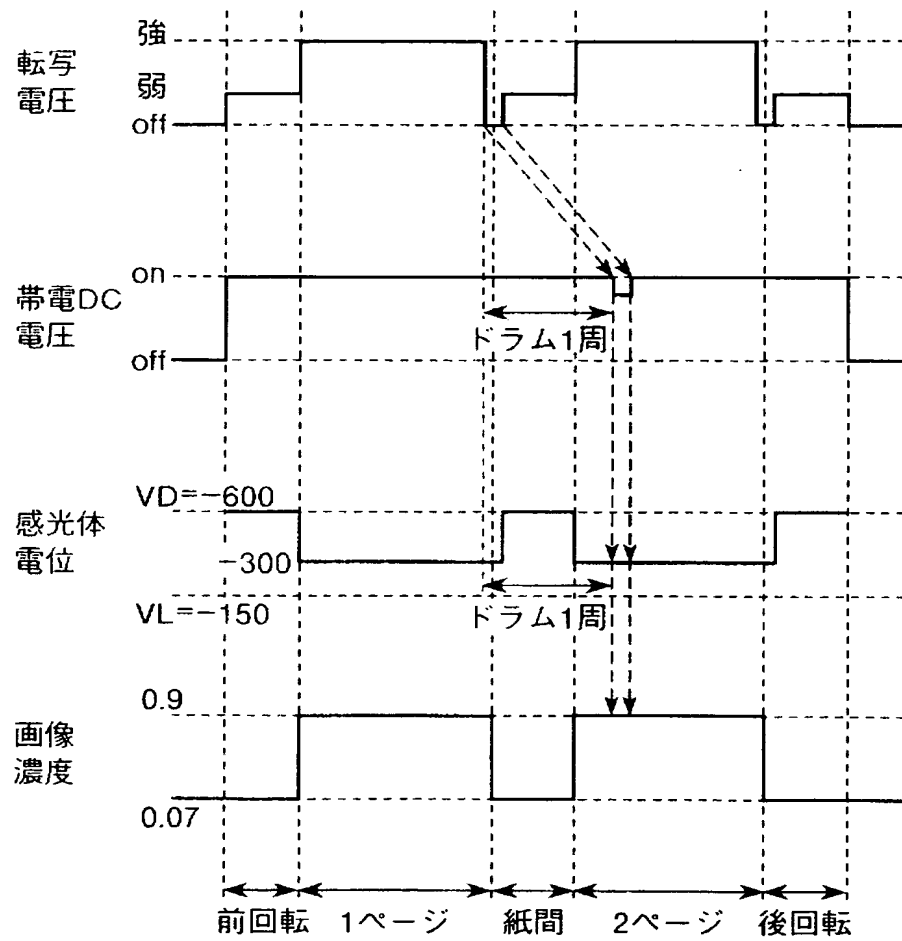 転写
電圧
強
弱
off
帯電DC
電圧
on
off
ドラム1周
感光体
電位
VD=−600
−300
VL=−150
ドラム1周
画像
濃度
0.9
0.07
前回転 1ページ 紙間 2ページ 後回転